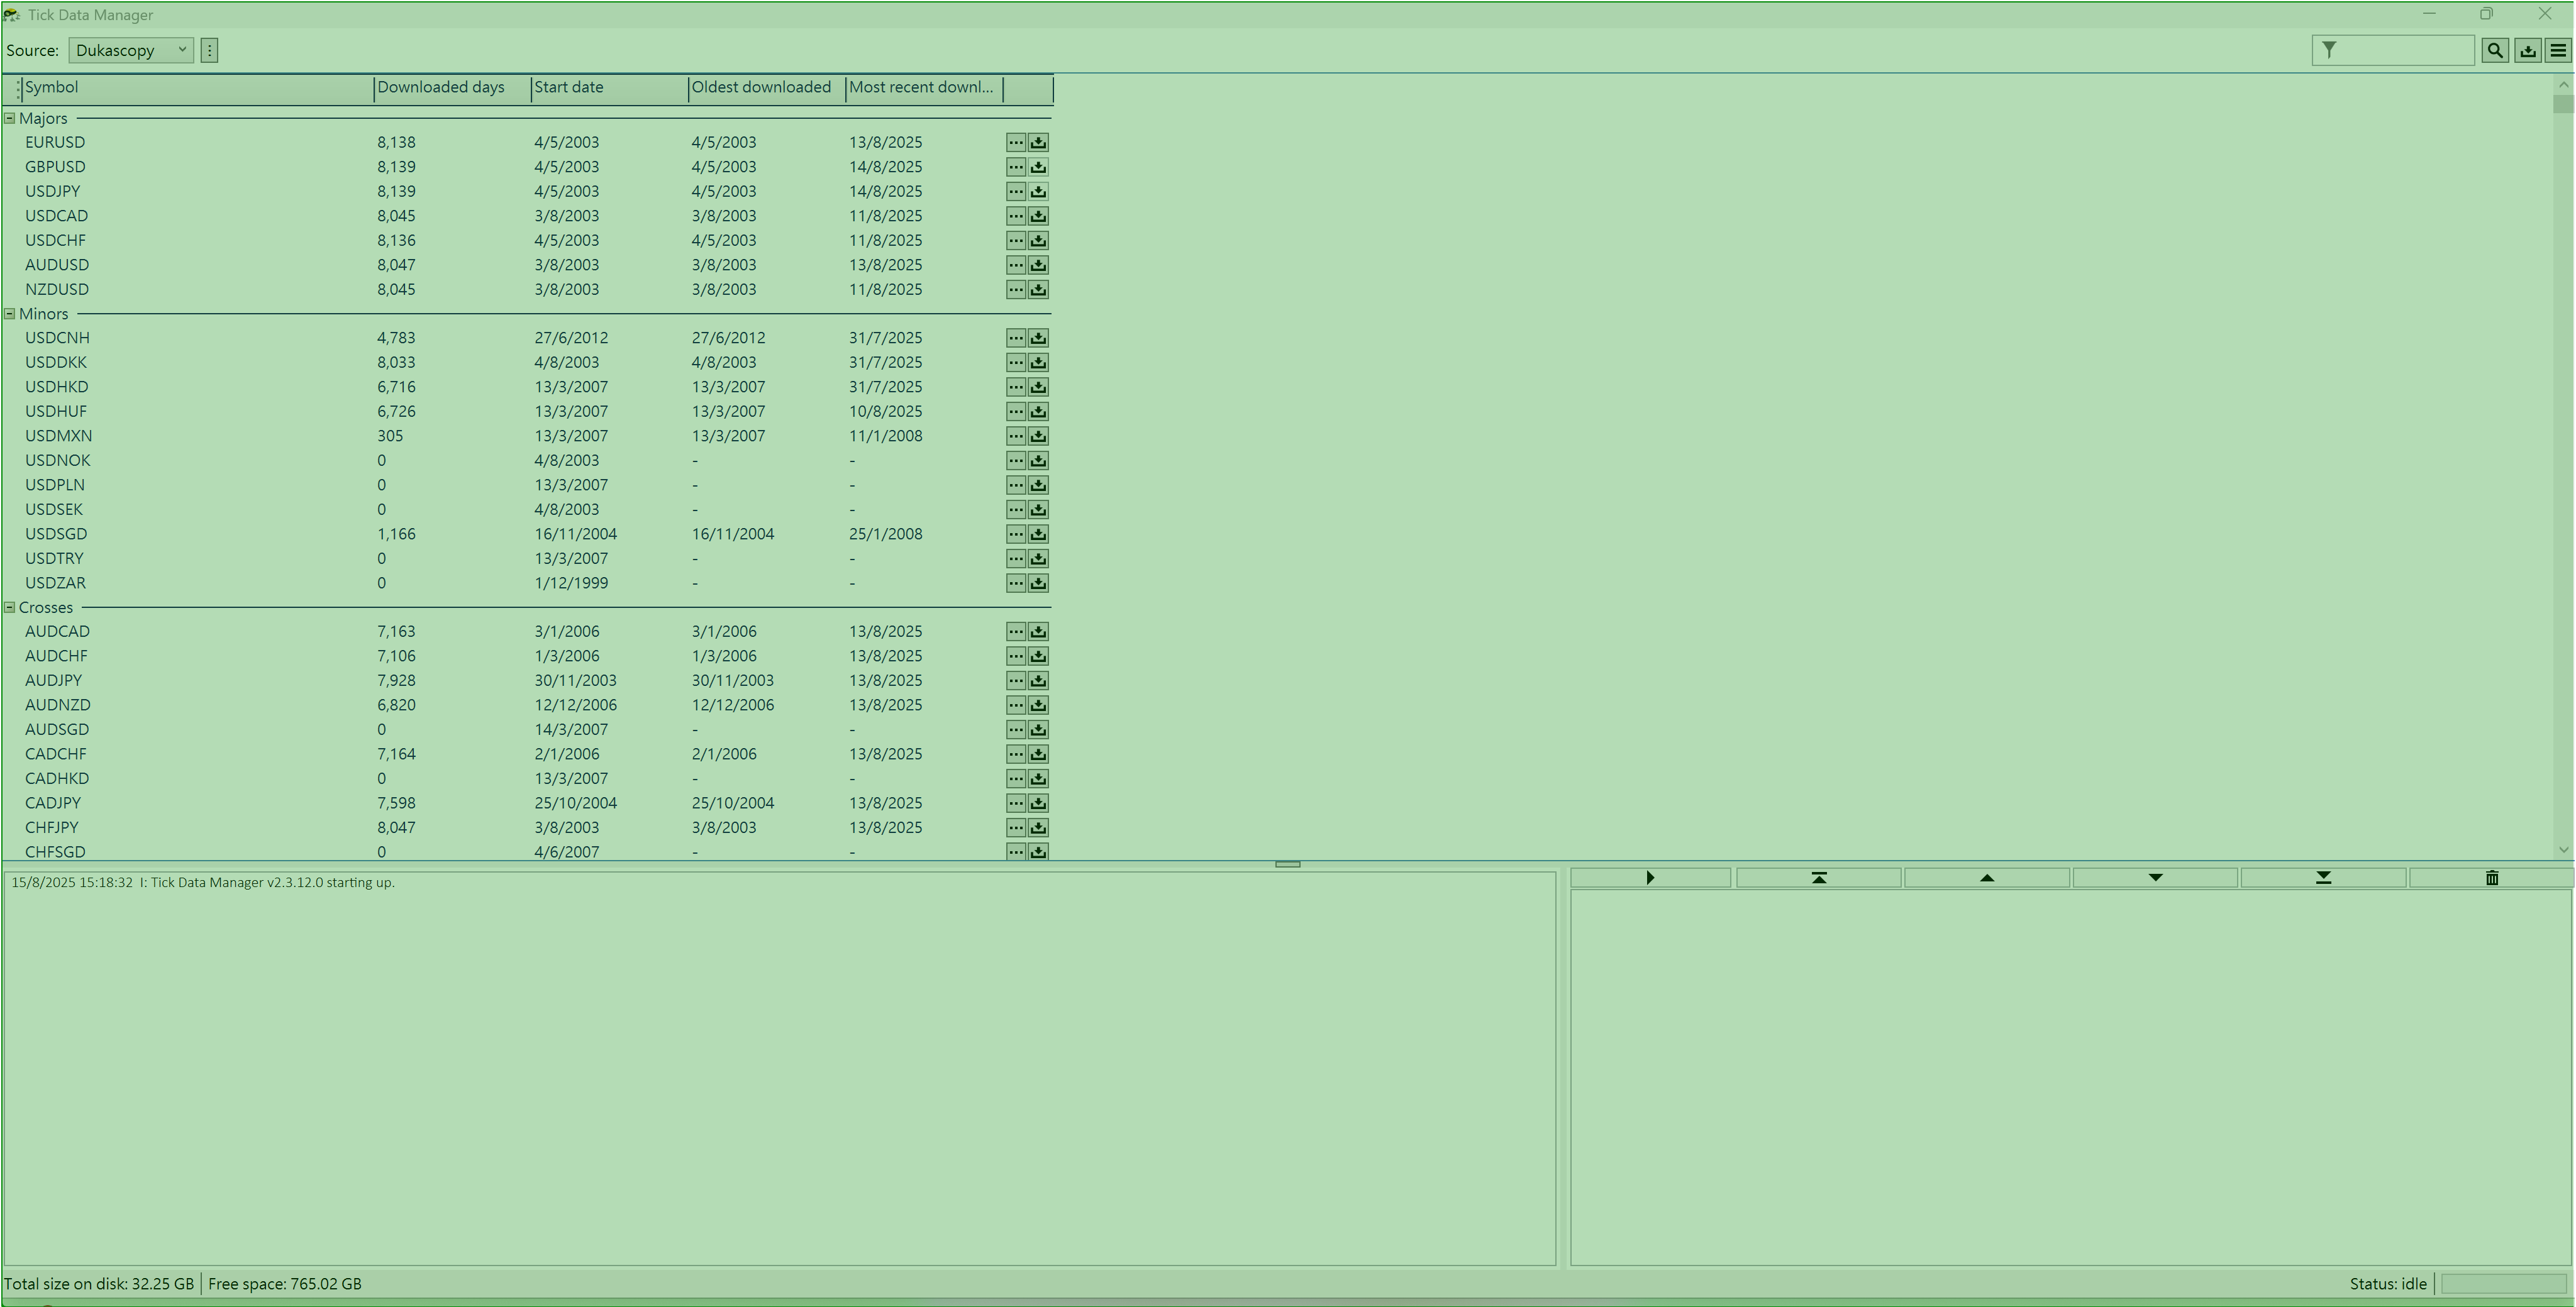 Tick Data Manager
Source: Dukascopy
Symbol Downloaded days Start date Oldest downloaded Most recent downl...
Majors
EURUSD 8,138 4/5/2003 4/5/2003 13/8/2025
GBPUSD 8,139 4/5/2003 4/5/2003 14/8/2025
USDJPY 8,139 4/5/2003 4/5/2003 14/8/2025
USDCAD 8,045 3/8/2003 3/8/2003 11/8/2025
USDCHF 8,136 4/5/2003 4/5/2003 11/8/2025
AUDUSD 8,047 3/8/2003 3/8/2003 13/8/2025
NZDUSD 8,045 3/8/2003 3/8/2003 11/8/2025
Minors
USDCNH 4,783 27/6/2012 27/6/2012 31/7/2025
USDDKK 8,033 4/8/2003 4/8/2003 31/7/2025
USDHKD 6,716 13/3/2007 13/3/2007 31/7/2025
USDHUF 6,726 13/3/2007 13/3/2007 10/8/2025
USDMXN 305 13/3/2007 13/3/2007 11/1/2008
USDNOK 0 4/8/2003 - -
USDPLN 0 13/3/2007 - -
USDSEK 0 4/8/2003 - -
USDSGD 1,166 16/11/2004 16/11/2004 25/1/2008
USDTRY 0 13/3/2007 - -
USDZAR 0 1/12/1999 - -
Crosses
AUDCAD 7,163 3/1/2006 3/1/2006 13/8/2025
AUDCHF 7,106 1/3/2006 1/3/2006 13/8/2025
AUDJPY 7,928 30/11/2003 30/11/2003 13/8/2025
AUDNZD 6,820 12/12/2006 12/12/2006 13/8/2025
AUDSGD 0 14/3/2007 - -
CADCHF 7,164 2/1/2006 2/1/2006 13/8/2025
CADHKD 0 13/3/2007 - -
CADJPY 7,598 25/10/2004 25/10/2004 13/8/2025
CHFJPY 8,047 3/8/2003 3/8/2003 13/8/2025
CHFSGD 0 4/6/2007 - -
15/8/2025 15:18:32 I: Tick Data Manager v2.3.12.0 starting up.
Total size on disk: 32.25 GB Free space: 765.02 GB Status: idle